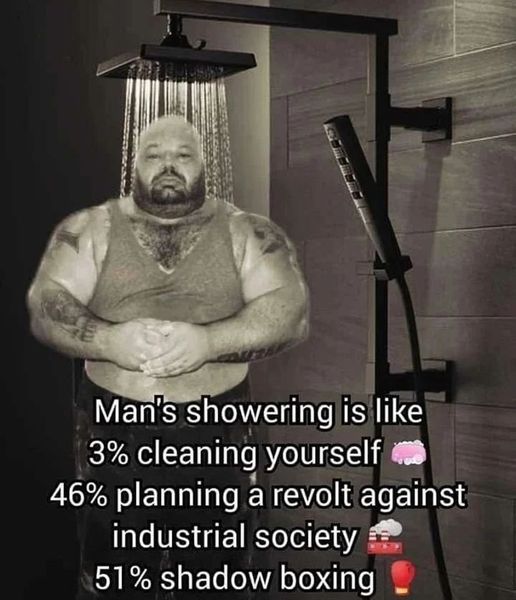 Man's showering is like
3% cleaning yourself 🧼
46% planning a revolt against
industrial society 🏭
51% shadow boxing 🥊